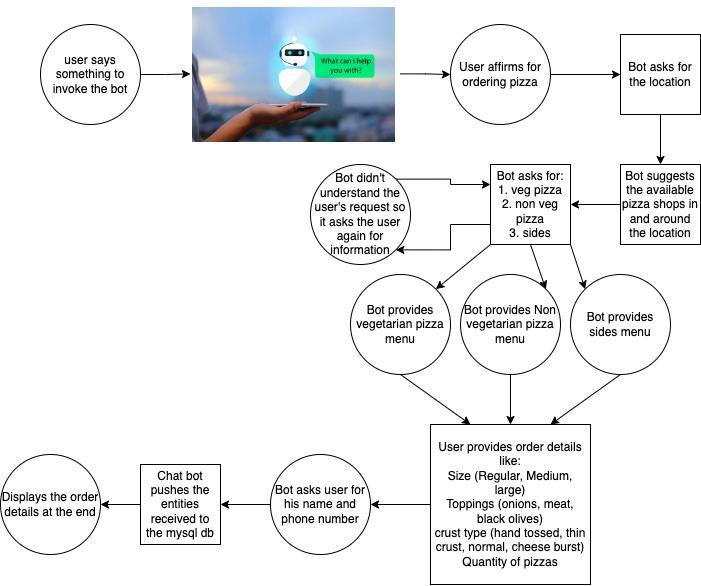 user says
something to
invoke the bot
What can i help
you with?
User affirms for
ordering pizza
Bot asks for
the location
Bot didn't
understand the
user's request so
it asks the user
again for
information
Bot asks for:
1. veg pizza
2. non veg
pizza
3. sides
Bot suggests
the available
pizza shops in
and around
the location
Bot provides
vegetarian pizza
menu
Bot provides Non
vegetarian pizza
menu
Bot provides
sides menu
User provides order details
like:
Size (Regular, Medium,
large)
Toppings (onions, meat,
black olives)
crust type (hand tossed, thin
crust, normal, cheese burst)
Quantity of pizzas
Bot asks user for
his name and
phone number
Chat bot
pushes the
entities
received to
the mysql db
Displays the order
details at the end